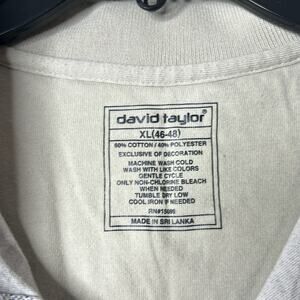 david taylor®
XL(46-48)
60% COTTON / 40% POLYESTER
EXCLUSIVE OF DECORATION
MACHINE WASH COLD
WASH WITH LIKE COLORS
GENTLE CYCLE
ONLY NON-CHLORINE BLEACH
WHEN NEEDED
TUMBLE DRY LOW
COOL IRON IF NEEDED
MADE IN SRI LANKA